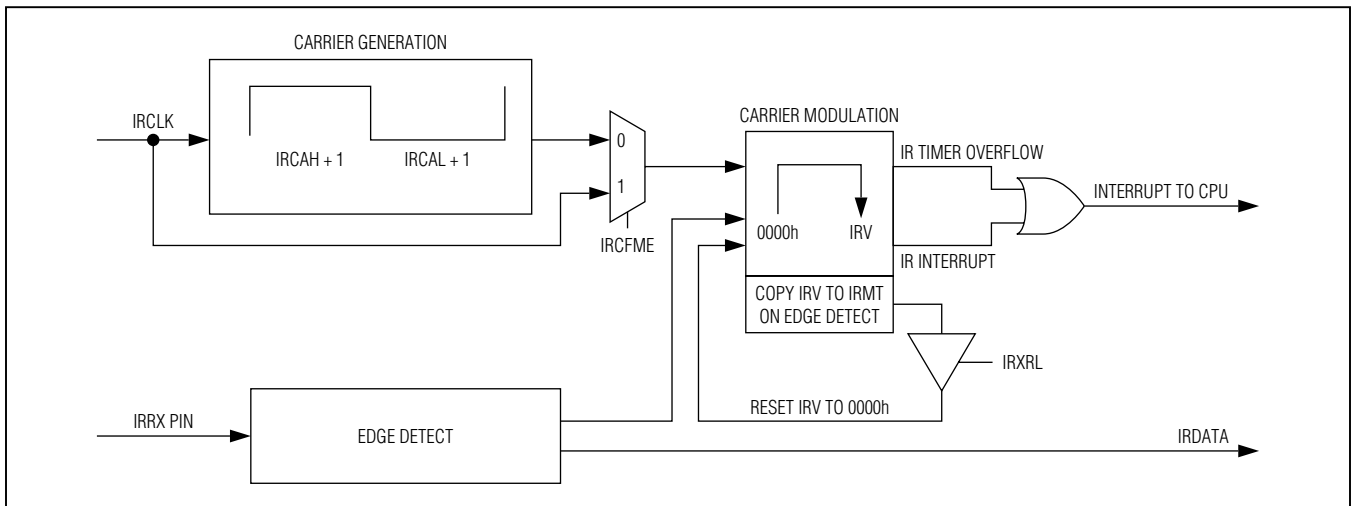 CARRIER GENERATION
IRCLK
IRCAH + 1
IRCAL + 1
0
1
IRCFME
CARRIER MODULATION
0000h
IRV
IR TIMER OVERFLOW
IR INTERRUPT
INTERRUPT TO CPU
COPY IRV TO IRMT
ON EDGE DETECT
IRXRL
RESET IRV TO 0000h
IRRX PIN
EDGE DETECT
IRDATA